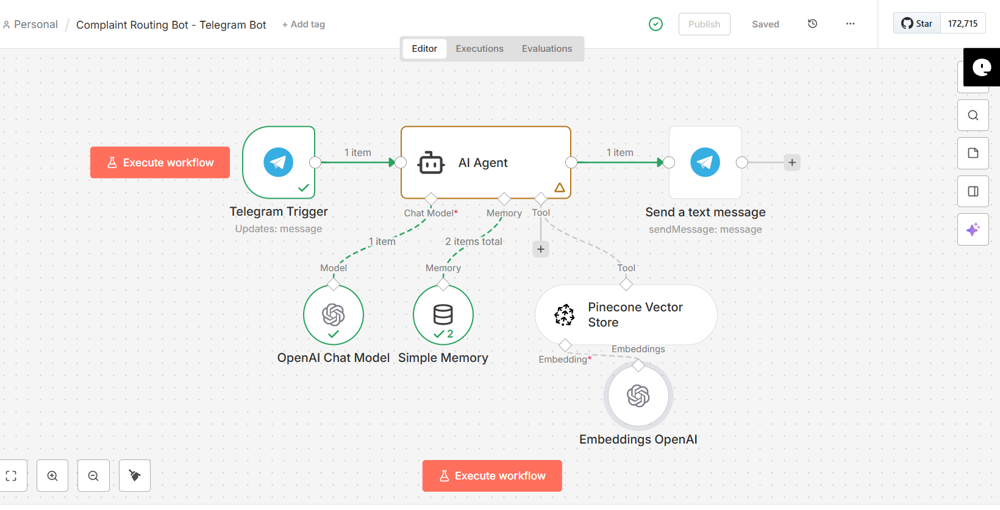 Personal / Complaint Routing Bot - Telegram Bot + Add tag
Publish Saved ... Star 172,715
Editor Executions Evaluations
Execute workflow
1 item
AI Agent
1 item
Telegram Trigger
Updates: message
Chat Model*
Memory
Tool
Send a text message
sendMessage: message
1 item
2 items total
+
Model
Memory
Tool
2
OpenAI Chat Model
Simple Memory
Pinecone Vector
Store
Embedding*
Embeddings
Embeddings OpenAI
Execute workflow